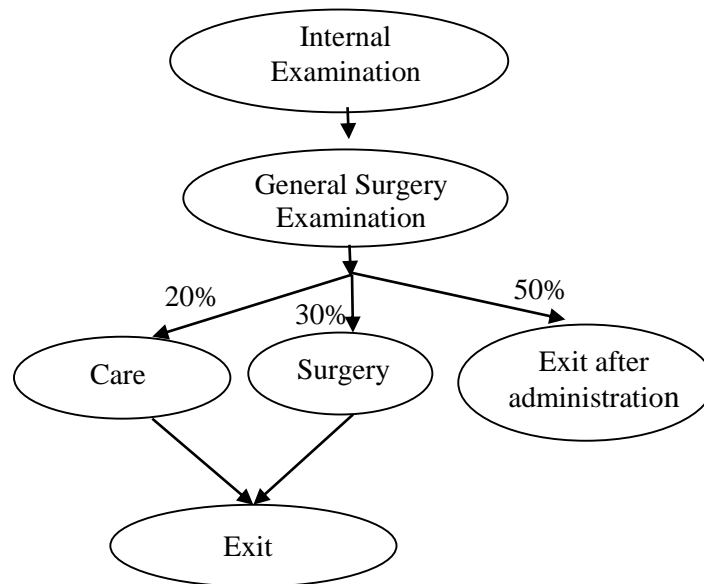 Internal
Examination
General Surgery
Examination
20%
30%
50%
Care
Surgery
Exit after
administration
Exit